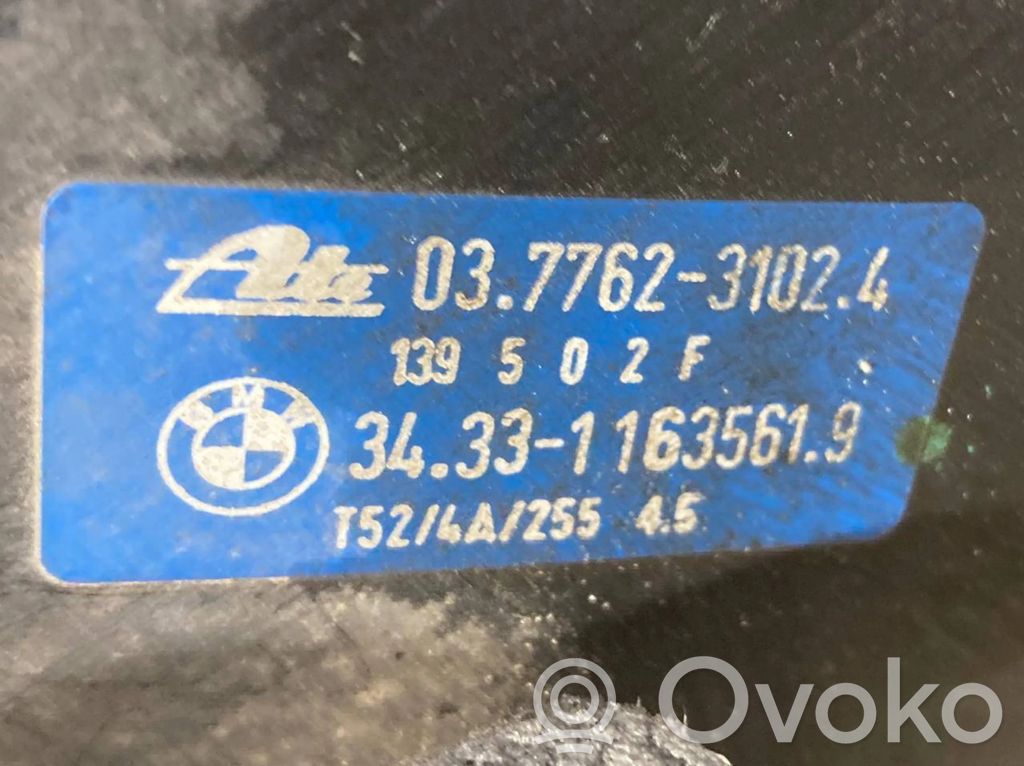 Ate 03.7762-3102.4
139 5 0 2 F
BMW 34.33-1163561.9
T52/4A/255 4.5
Ovoko